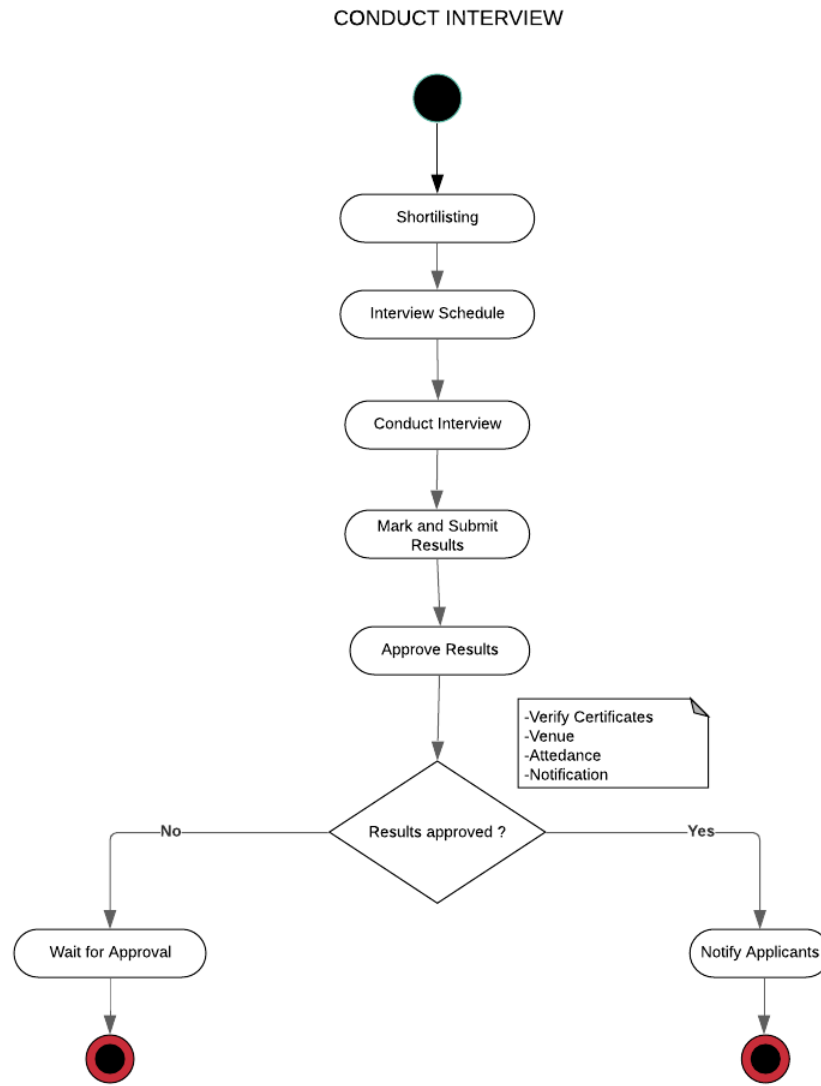 CONDUCT INTERVIEW
Shortilisting
Interview Schedule
Conduct Interview
Mark and Submit
Results
Approve Results
-Verify Certificates
-Venue
-Attedance
-Notification
Results approved ?
No
Yes
Wait for Approval
Notify Applicants